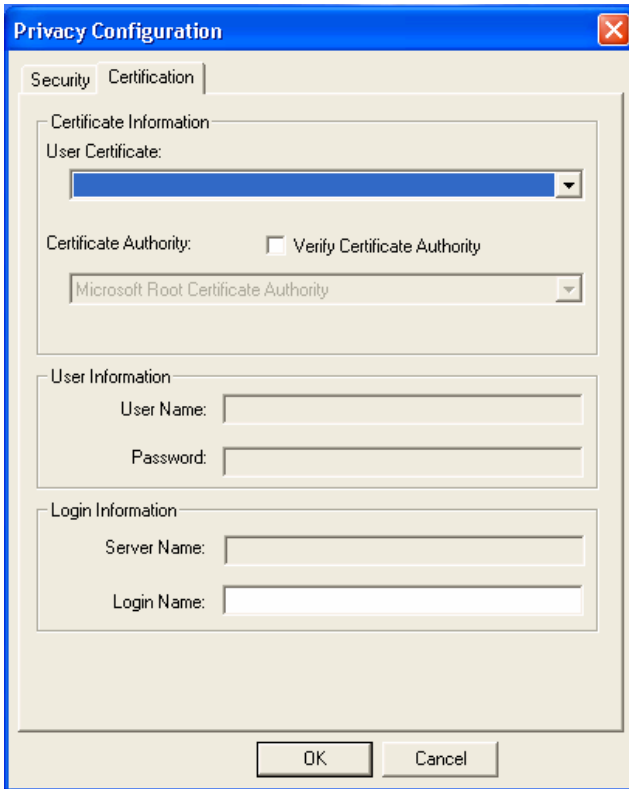 Privacy Configuration
Security Certification
Certificate Information
User Certificate:
Certificate Authority: Verify Certificate Authority
Microsoft Root Certificate Authority
User Information
User Name:
Password:
Login Information
Server Name:
Login Name:
OK Cancel